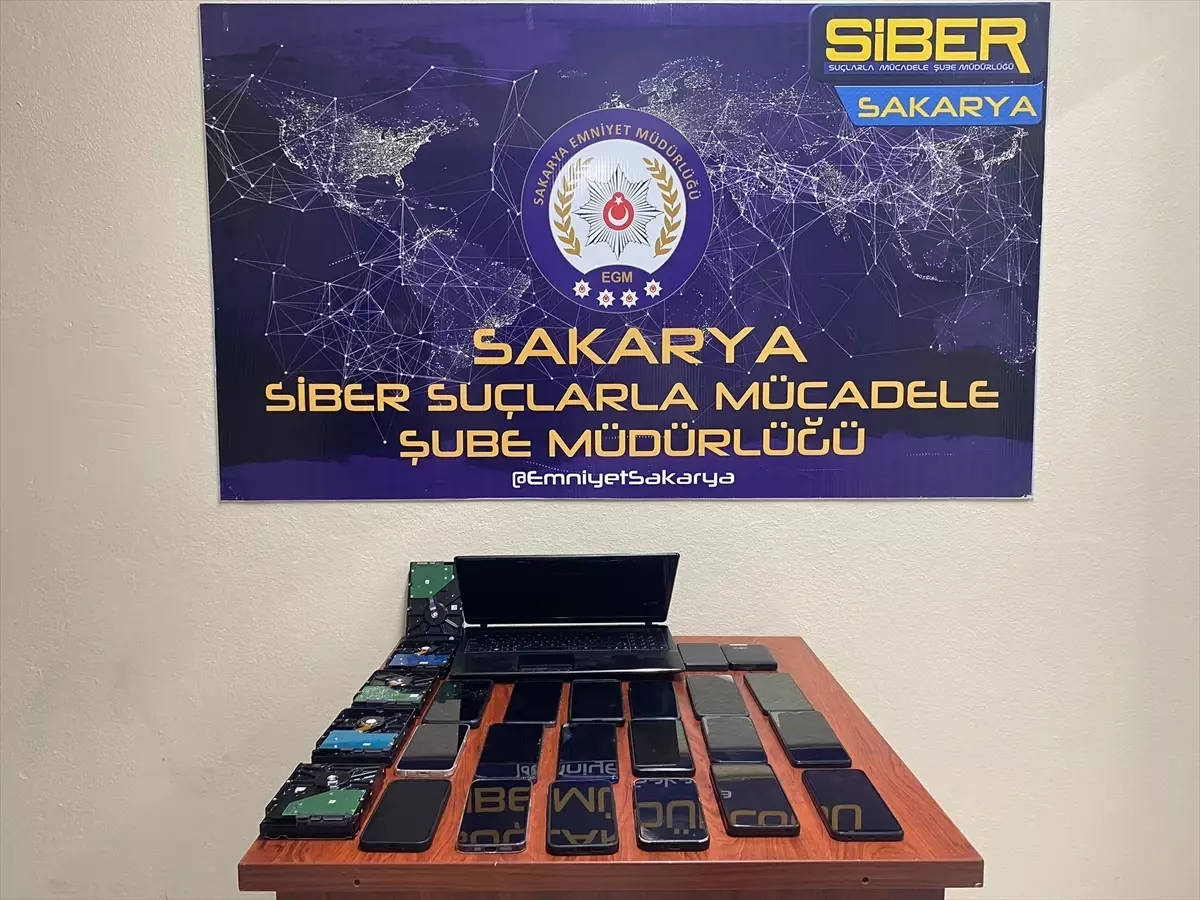 SİBER
SUÇLARLA MÜCADELE ŞUBE MÜDÜRLÜĞÜ
SAKARYA
SAKARYA EMNİYET MÜDÜRLÜĞÜ
EGM
SAKARYA
SİBER SUÇLARLA MÜCADELE
ŞUBE MÜDÜRLÜĞÜ
@EmniyetSakarya